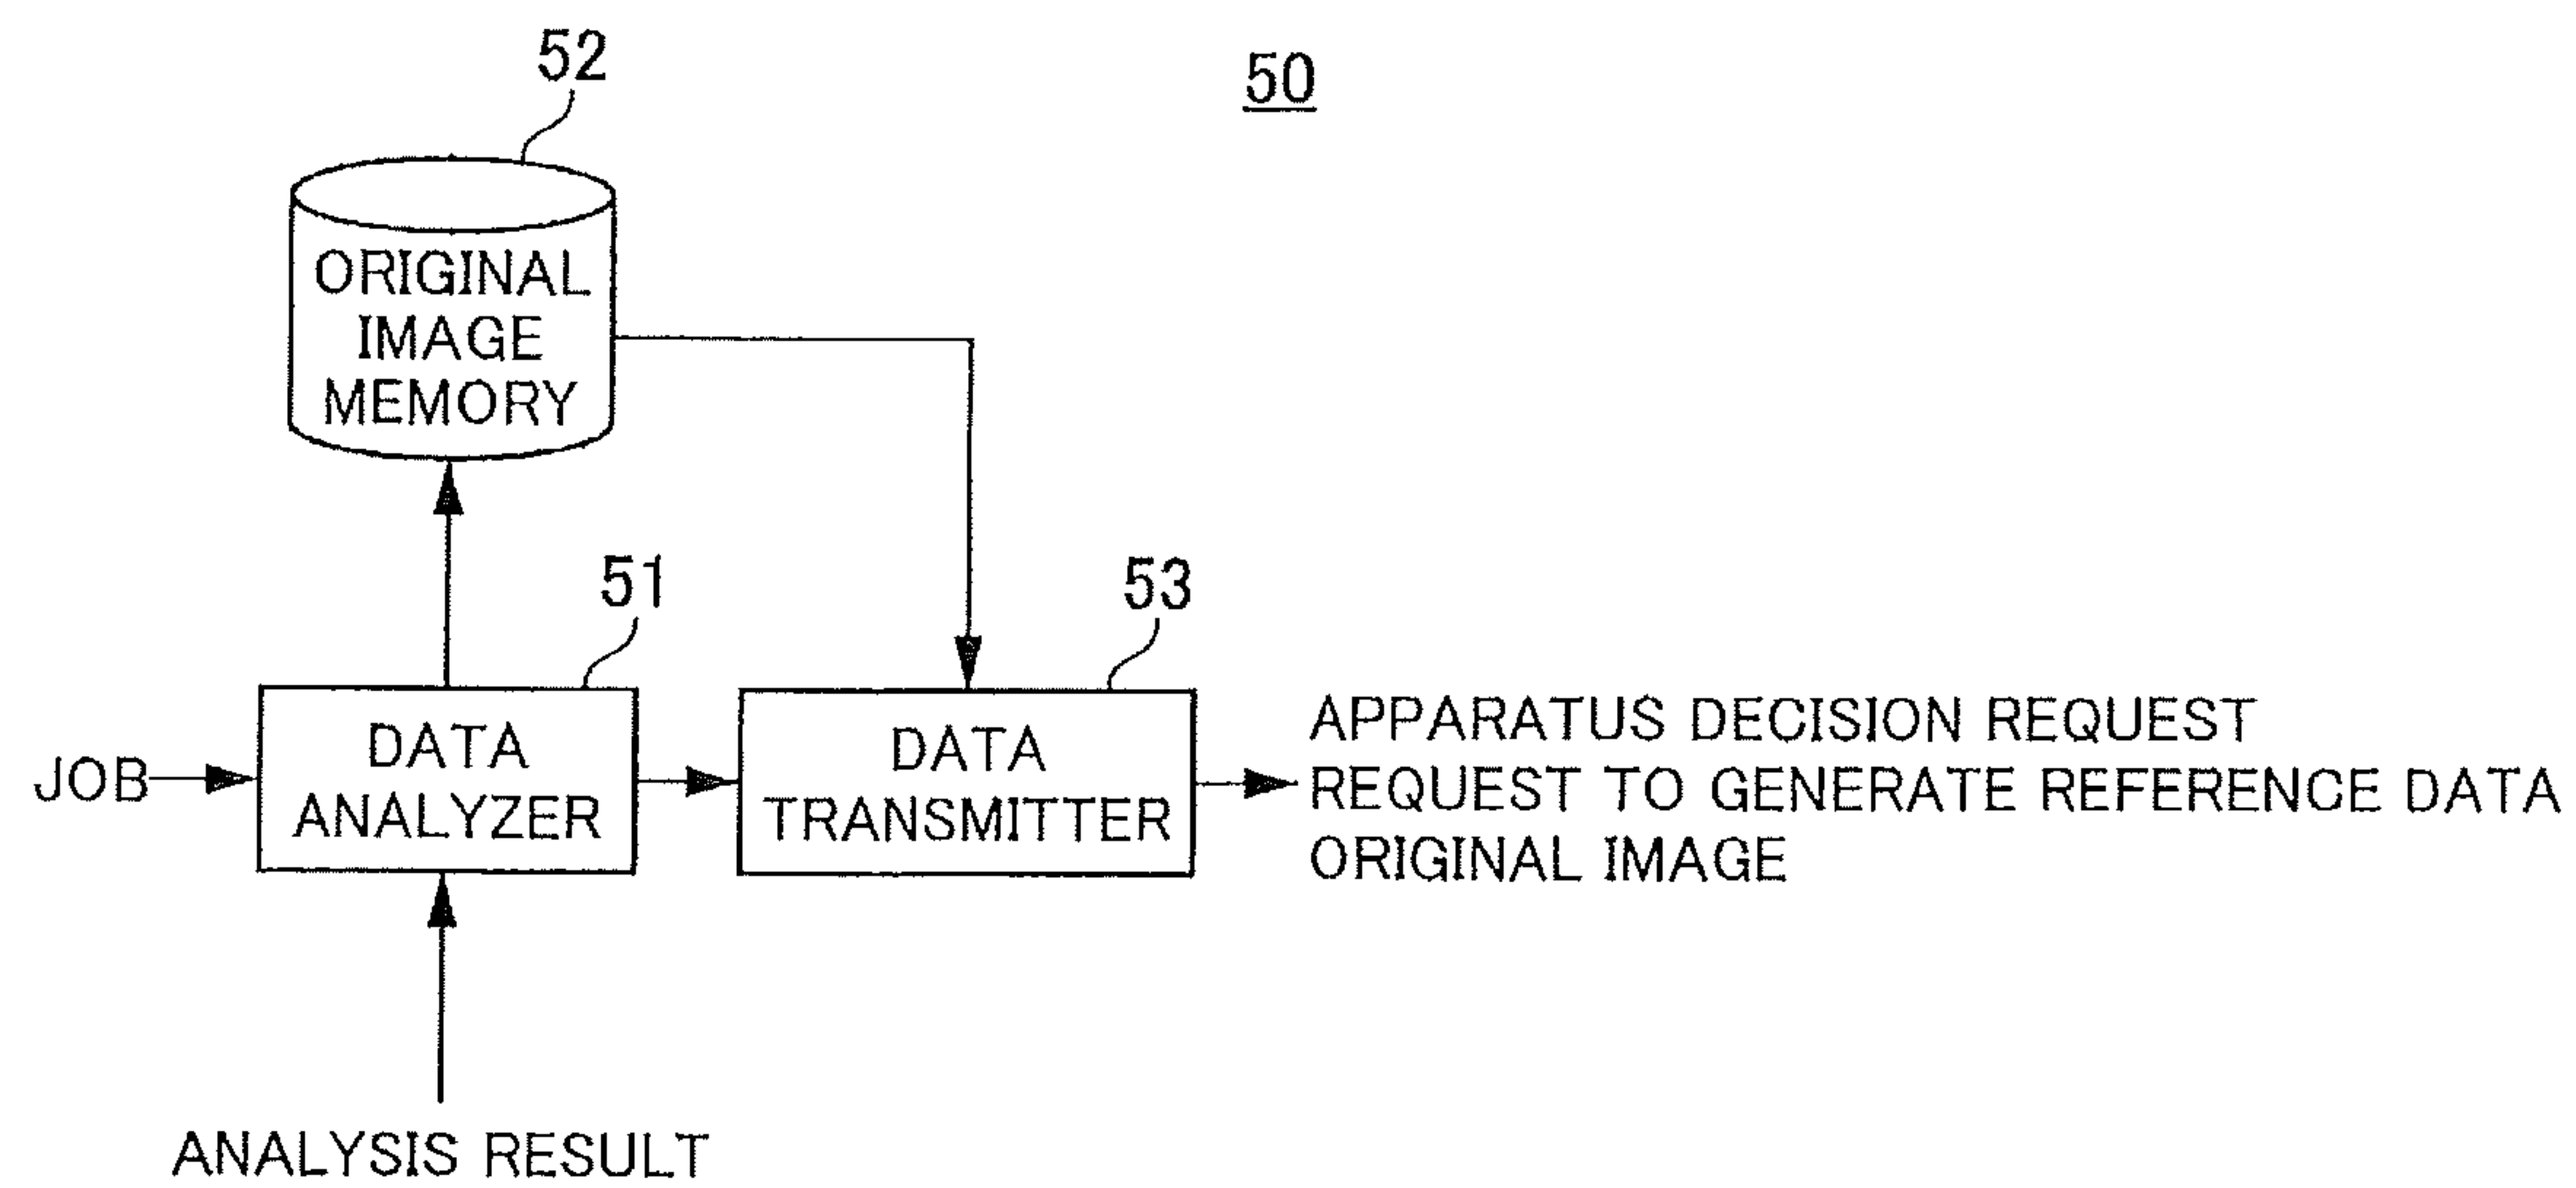 52
50
ORIGINAL
IMAGE
MEMORY
51
53
JOB
DATA
ANALYZER
DATA
TRANSMITTER
APPARATUS DECISION REQUEST
REQUEST TO GENERATE REFERENCE DATA
ORIGINAL IMAGE
ANALYSIS RESULT